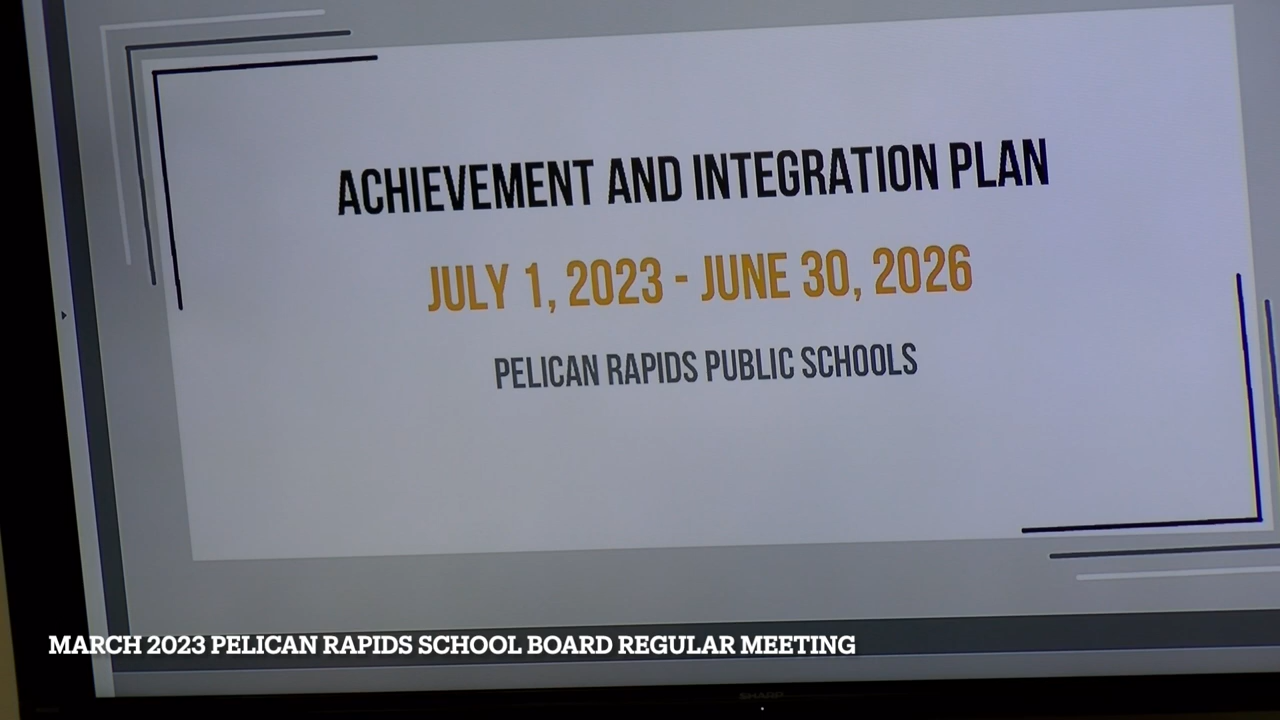 ACHIEVEMENT AND INTEGRATION PLAN
JULY 1, 2023 - JUNE 30, 2026
PELICAN RAPIDS PUBLIC SCHOOLS
MARCH 2023 PELICAN RAPIDS SCHOOL BOARD REGULAR MEETING
SHARP